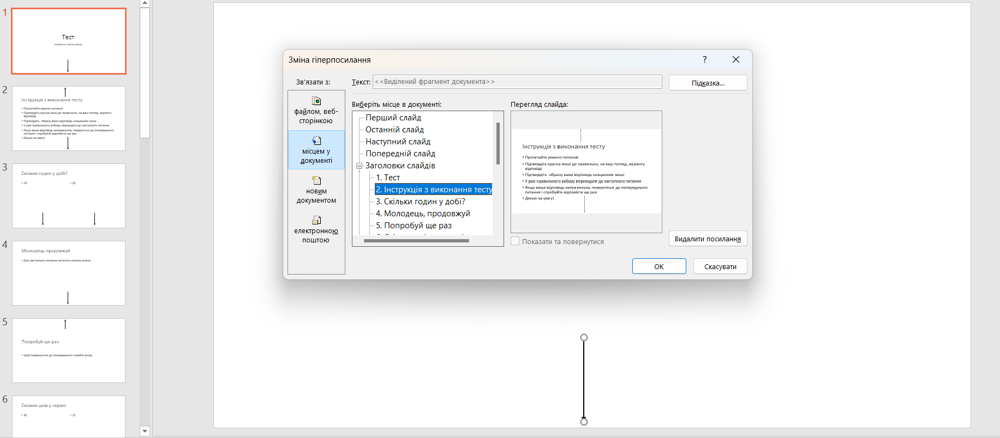 1
Тест
Нажми на стрілку внизу
2
Інструкція з виконання тесту
• Прочитайте уважно питання
• Підтвердіть курсор миші до правильно, на ваш погляд, варіанту
відповіді
• Підтвердіть обрану вами відповідь клацанням миші
• У разі правильного вибору переходьте до наступного питання
• Якщо ваша відповідь неправильна, поверніться до попереднього
питання і спробуйте відповісти ще раз
• Дякую за увагу!
3
Скільки годин у добі?
• 24
• 20
4
Молодець, продовжуй
• Для наступного питання натисніть кнопку нижче
5
Попробуй ще раз
• Щоб повернутися до попереднього тикайте вище
6
Скільки днів у червні
• 30
• 31
Зміна гіперпосилання
?
Зв'язати з:
Текст:
<<Виділений фрагмент документа>>
Підказка...
файлом, веб-
сторінкою
місцем у
документі
новим
документом
електронною
поштою
Виберіть місце в документі:
Перший слайд
Останній слайд
Наступний слайд
Попередній слайд
Заголовки слайдів
1. Тест
2. Інструкція з виконання тесту
3. Скільки годин у добі?
4. Молодець, продовжуй
5. Попробуй ще раз
Перегляд слайда:
Інструкція з виконання тесту
• Прочитайте уважно питання
• Підтвердіть курсор миші до правильно, на ваш погляд, варіанту
відповіді
• Підтвердіть обрану вами відповідь клацанням миші
• У разі правильного вибору переходьте до наступного питання
• Якщо ваша відповідь неправильна, поверніться до попереднього
питання і спробуйте відповісти ще раз
• Дякую за увагу!
Показати та повернутися
Видалити посилання
ОК
Скасувати